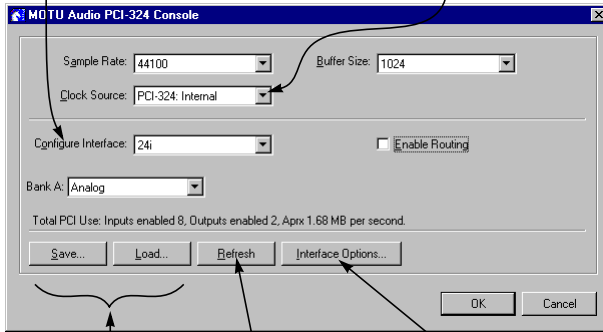 MOTU Audio PCI-324 Console
Sample Rate: 44100 Buffer Size: 1024
Clock Source: PCI-324: Internal
Configure Interface: 24i Enable Routing
Bank A: Analog
Total PCI Use: Inputs enabled 8, Outputs enabled 2, Aprx 1.68 MB per second.
Save... Load... Refresh Interface Options...
OK Cancel